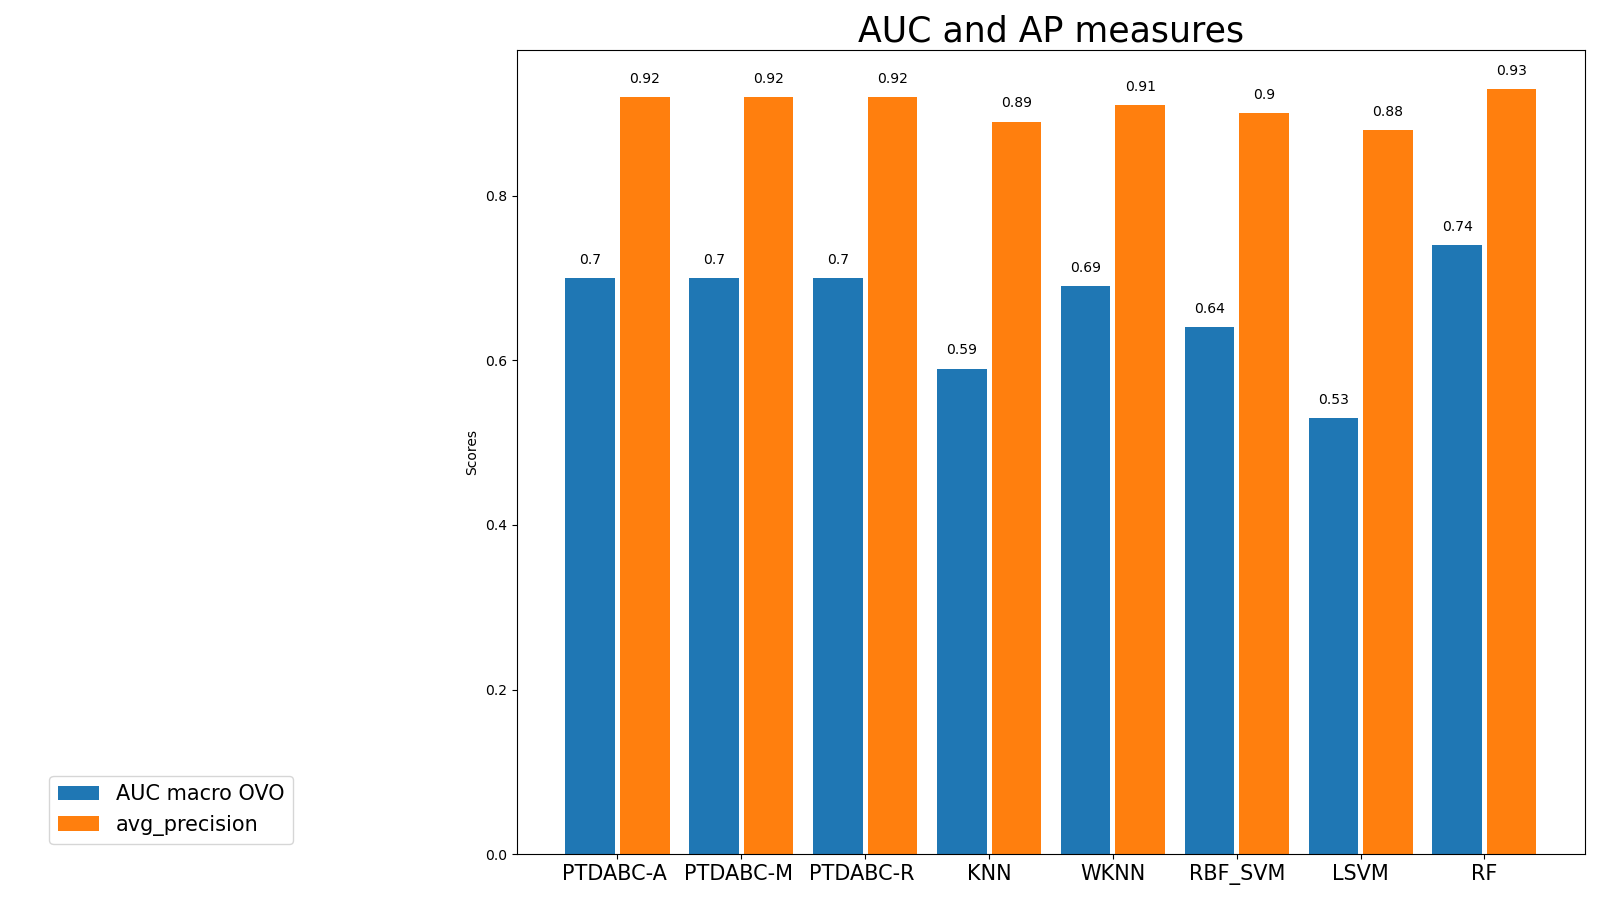 AUC and AP measures
0.92 0.92 0.92 0.89 0.91 0.9 0.88 0.93
0.7 0.7 0.7 0.59 0.69 0.64 0.53 0.74
0.8
0.6
0.4
0.2
0.0
Scores
PTDABC-A PTDABC-M PTDABC-R KNN WKNN RBF_SVM LSVM RF
AUC macro OVO
avg_precision